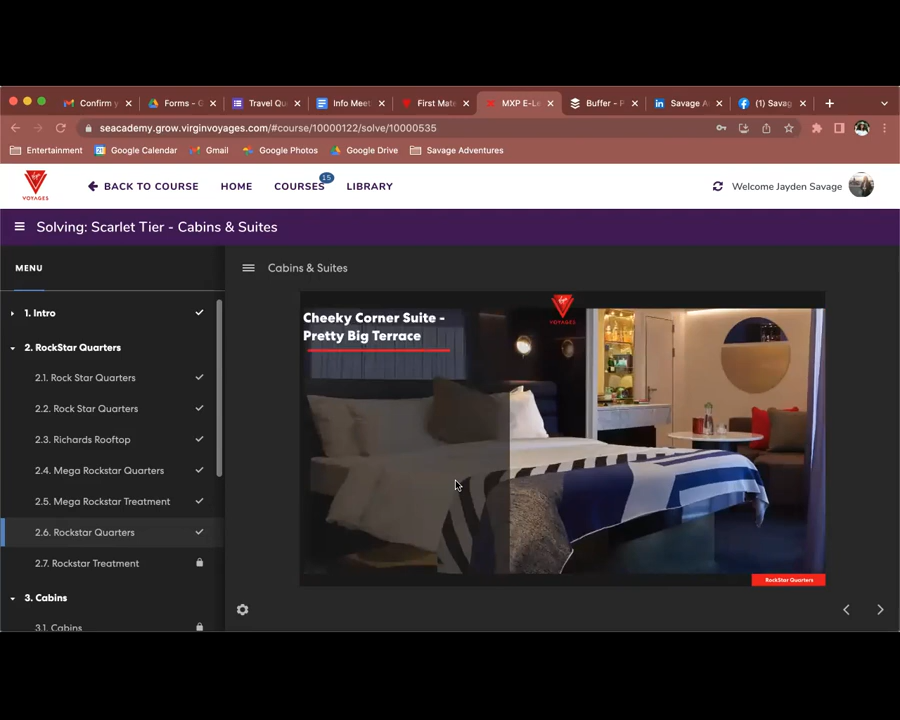 Confirm y
Forms - G
Travel Qu
Info Meet
First Mate
MXP E-Le
Buffer - P
Savage A
(1) Savag
seacademy.grow.virginvoyages.com/#course/10000122/solve/10000535
Entertainment
Google Calendar
Gmail
Google Photos
Google Drive
Savage Adventures
VOYAGES
BACK TO COURSE
HOME
COURSES
15
LIBRARY
Welcome Jayden Savage
Solving: Scarlet Tier - Cabins & Suites
MENU
Cabins & Suites
1. Intro
2. RockStar Quarters
2.1. Rock Star Quarters
2.2. Rock Star Quarters
2.3. Richards Rooftop
2.4. Mega Rockstar Quarters
2.5. Mega Rockstar Treatment
2.6. Rockstar Quarters
2.7. Rockstar Treatment
3. Cabins
3.1. Cabins
Cheeky Corner Suite -
Pretty Big Terrace
VOYAGES
RockStar Quarters